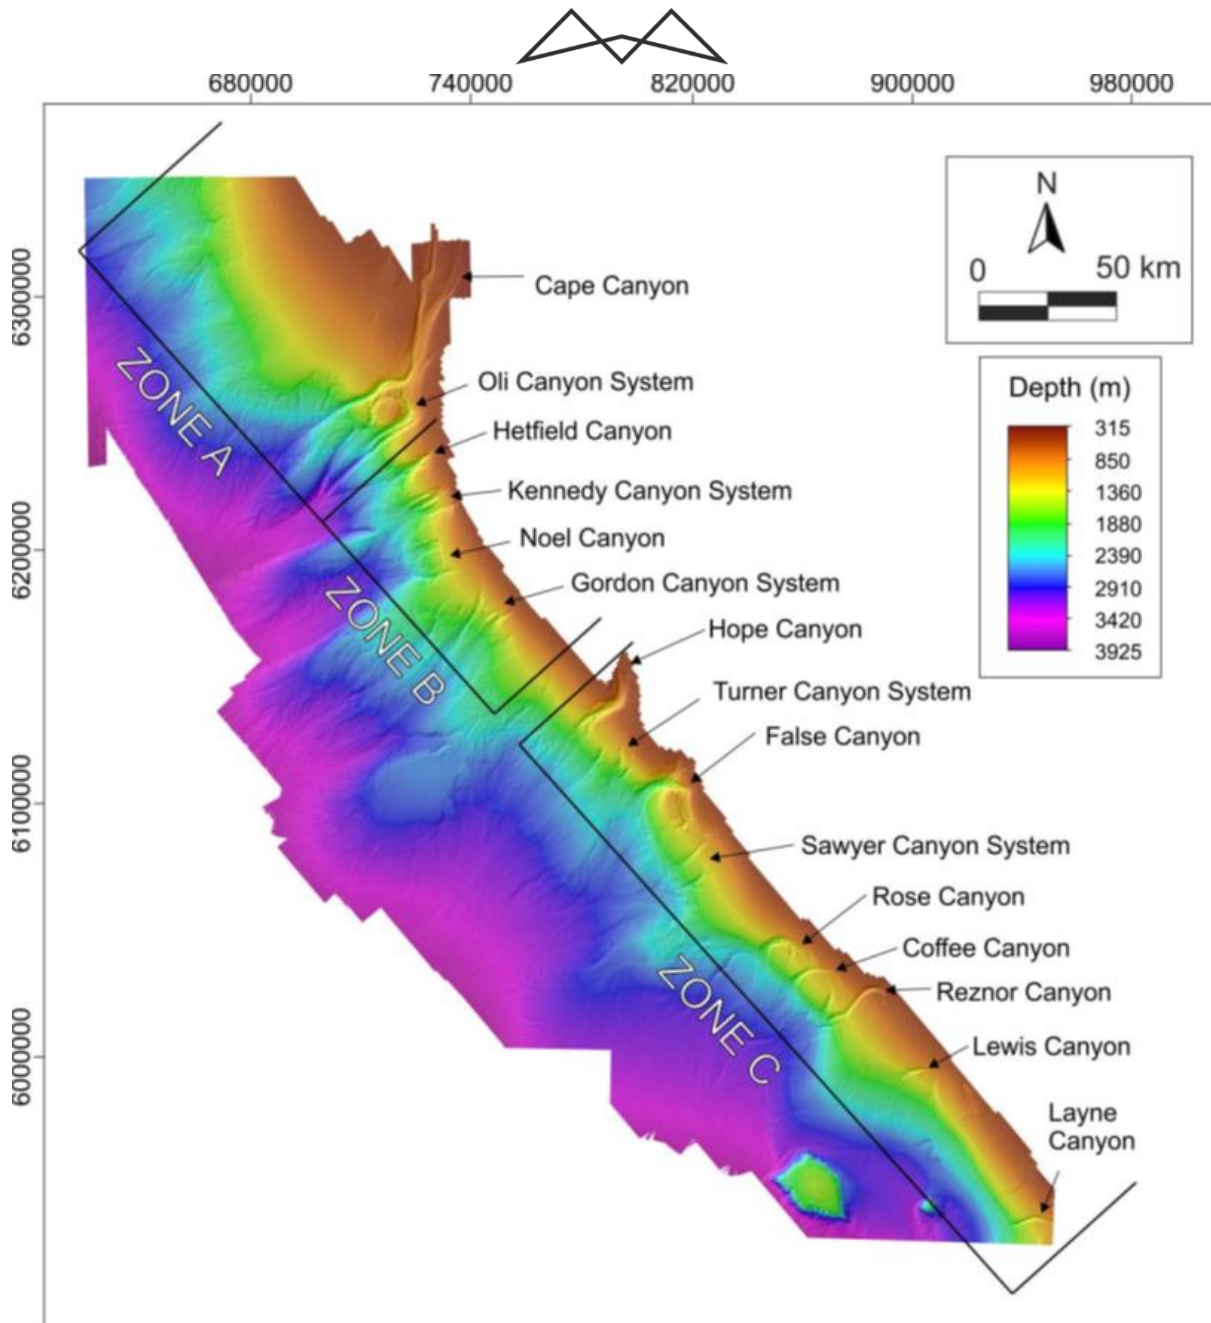 680000 740000 820000 9000000 980000
N
0 50 km
Cape Canyon
6300000
Depth (m)
Oli Canyon System
315
ZONE A
Hetfield Canyon
850
Kennedy Canyon System
1360
Noel Canyon
1880
6200000
2390
Gordon Canyon System
2910
ZONE B
Hope Canyon
3420
3925
Turner Canyon System
False Canyon
6100000
Sawyer Canyon System
Rose Canyon
Coffee Canyon
Reznor Canyon
ZONE C
Lewis Canyon
6000000
Layne
Canyon